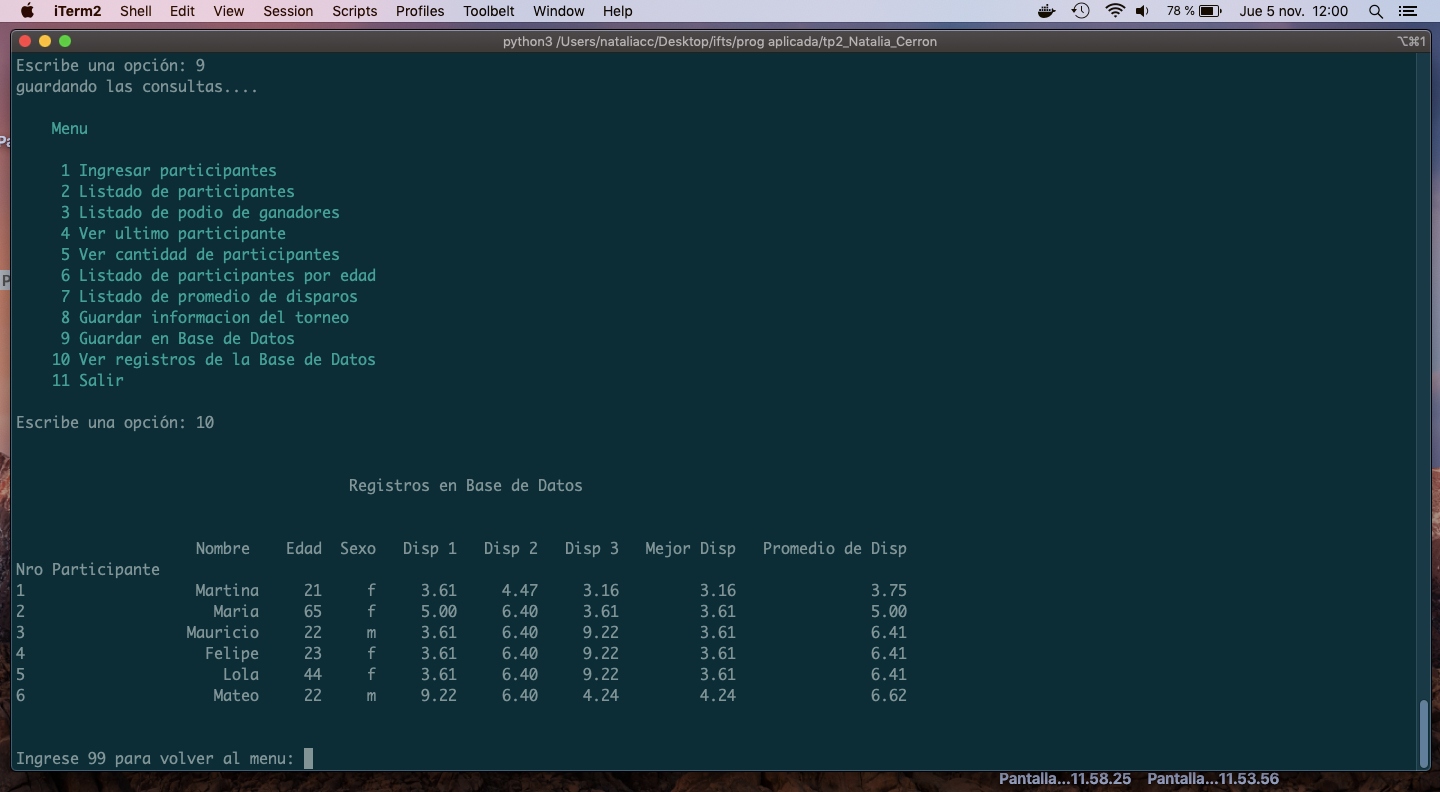 iTerm2 Shell Edit View Session Scripts Profiles Toolbelt Window Help 78 % Jue 5 nov. 12:00
python3 /Users/nataliacc/Desktop/ifts/prog aplicada/tp2_Natalia_Cerron ⌥⌘1
Escribe una opción: 9
guardando las consultas....
Menu
1 Ingresar participantes
2 Listado de participantes
3 Listado de podio de ganadores
4 Ver ultimo participante
5 Ver cantidad de participantes
6 Listado de participantes por edad
7 Listado de promedio de disparos
8 Guardar informacion del torneo
9 Guardar en Base de Datos
10 Ver registros de la Base de Datos
11 Salir
Escribe una opción: 10
Registros en Base de Datos
Nombre Edad Sexo Disp 1 Disp 2 Disp 3 Mejor Disp Promedio de Disp
Nro Participante
1 Martina 21 f 3.61 4.47 3.16 3.16 3.75
2 Maria 65 f 5.00 6.40 3.61 3.61 5.00
3 Mauricio 22 m 3.61 6.40 9.22 3.61 6.41
4 Felipe 23 f 3.61 6.40 9.22 3.61 6.41
5 Lola 44 f 3.61 6.40 9.22 3.61 6.41
6 Mateo 22 m 9.22 6.40 4.24 4.24 6.62
Ingrese 99 para volver al menu:
Pantalla...11.58.25 Pantalla...11.53.56